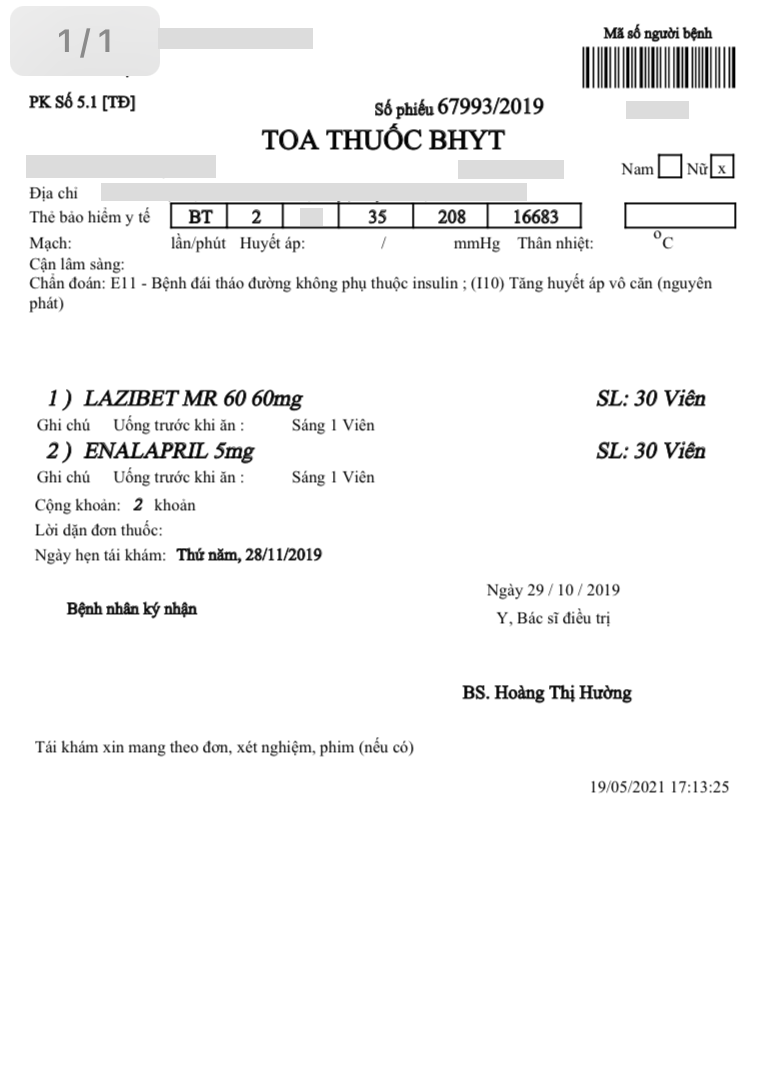 1/1
Mã số người bệnh
PK Số 5.1 [TĐ]
Số phiếu 67993/2019
TOA THUỐC BHYT
Nam Nữ x
Địa chỉ
Thẻ bảo hiểm y tế BT 2 35 208 16683
Mạch: lần/phút Huyết áp: / mmHg Thân nhiệt: °C
Cận lâm sàng:
Chẩn đoán: E11 - Bệnh đái tháo đường không phụ thuộc insulin ; (I10) Tăng huyết áp vô căn (nguyên
phát)
1 ) LAZIBET MR 60 60mg SL: 30 Viên
Ghi chú Uống trước khi ăn : Sáng 1 Viên
2 ) ENALAPRIL 5mg SL: 30 Viên
Ghi chú Uống trước khi ăn : Sáng 1 Viên
Cộng khoản: 2 khoản
Lời dặn đơn thuốc:
Ngày hẹn tái khám: Thứ năm, 28/11/2019
Ngày 29 / 10 / 2019
Bệnh nhân ký nhận
Y, Bác sĩ điều trị
BS. Hoàng Thị Hường
Tái khám xin mang theo đơn, xét nghiệm, phim (nếu có)
19/05/2021 17:13:25